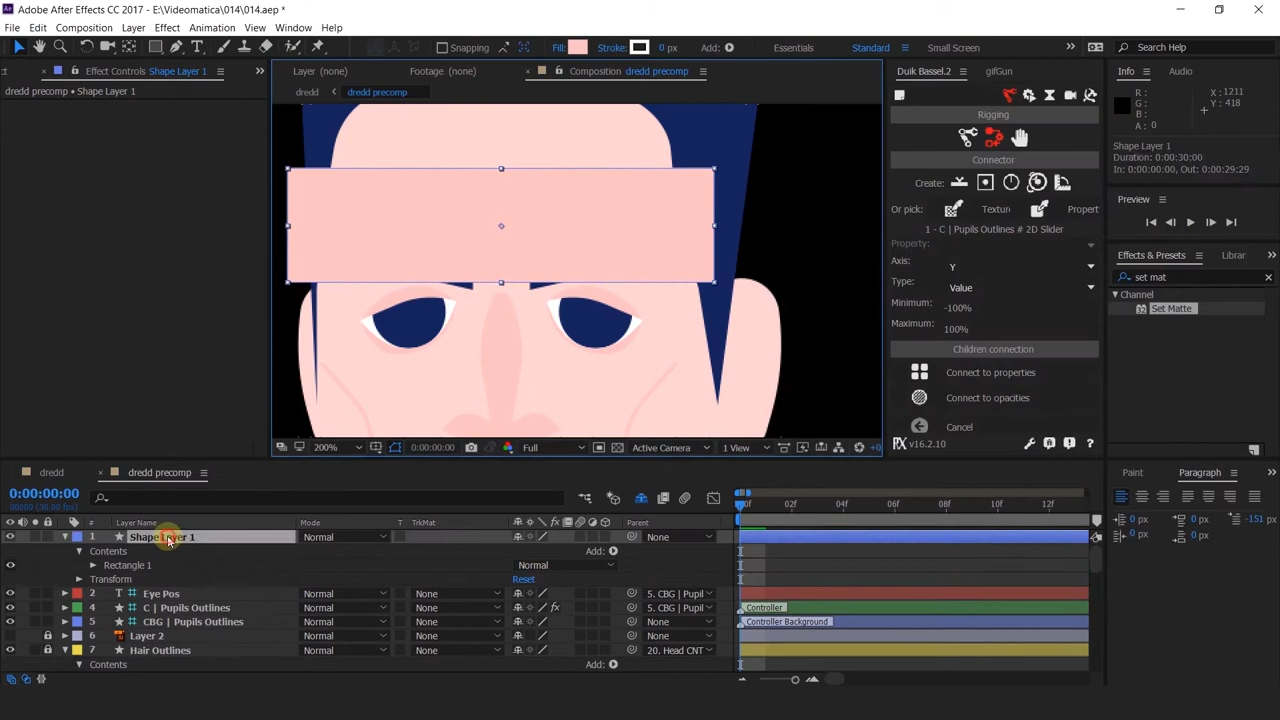 Adobe After Effects CC 2017 - E:\Videomatica\014\014.aep *
File Edit Composition Layer Effect Animation View Window Help
Snapping Fill: Stroke: 0 px Add: Essentials Standard Small Screen Search Help
Effect Controls Shape Layer 1 Layer (none) Footage (none) Composition dredd precomp Duik Bassel.2 gifGun Info Audio
dredd precomp • Shape Layer 1 dredd dredd precomp
R: X: 1211
G: Y: 418
B:
A: 0
Rigging
Shape Layer 1
Duration: 0:00:30:00
In: 0:00:00:00, Out: 0:00:29:29
Connector
Create:
Preview
Or pick: Textur Propert
1 - C | Pupils Outlines # 2D Slider
Property:
Axis: Y
Type: Value
Minimum: -100%
Maximum: 100%
Effects & Presets Librar
set mat
Channel
32 Set Matte
Children connection
Connect to properties
Connect to opacities
Cancel
v16.2.10
200% 0:00:00:00 Full Active Camera 1 View +0
dredd dredd precomp Paint Paragraph
0:00:00:00
00000 (30.00 fps)
02f 04f 06f 08f 10f 12f
# Layer Name Mode T TrkMat Parent
1 Shape Layer 1 Normal None
Contents Add:
Rectangle 1 Normal
Transform Reset
2 Eye Pos Normal None 5. CBG | Pupil
4 C | Pupils Outlines Normal None 5. CBG | Pupil Controller
5 CBG | Pupils Outlines Normal None None Controller Background
6 Layer 2 Normal None None
7 Hair Outlines Normal None 20. Head CNT
Contents Add:
0 px 0 px -151 px
0 px 0 px